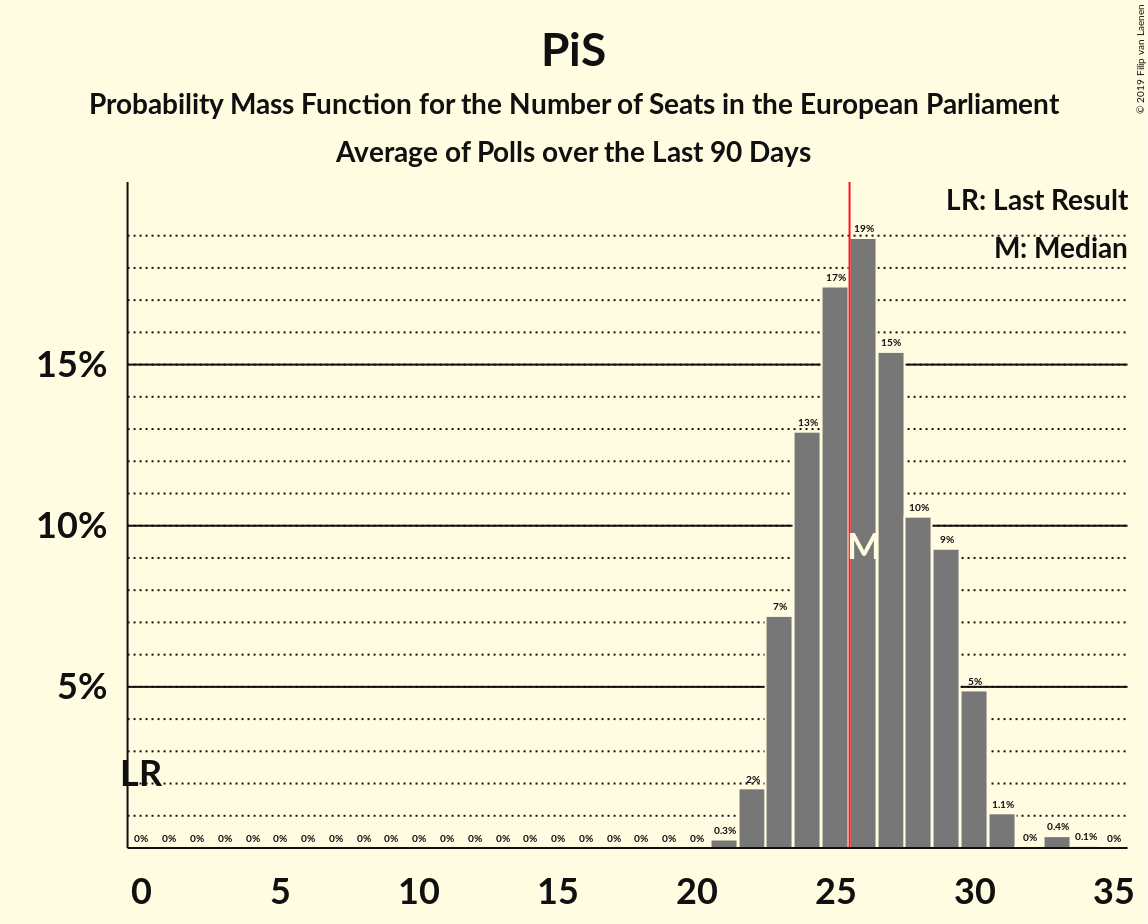 PiS
Probability Mass Function for the Number of Seats in the European Parliament
Average of Polls over the Last 90 Days
© 2019 Filip van Laenen
LR: Last Result
M: Median
15%
10%
5%
LR
M
0% 0% 0% 0% 0% 0% 0% 0% 0% 0% 0% 0% 0% 0% 0% 0% 0% 0% 0% 0% 0% 0.3% 2% 7% 13% 17% 19% 15% 10% 9% 5% 1.1% 0% 0.4% 0.1% 0%
0 5 10 15 20 25 30 35